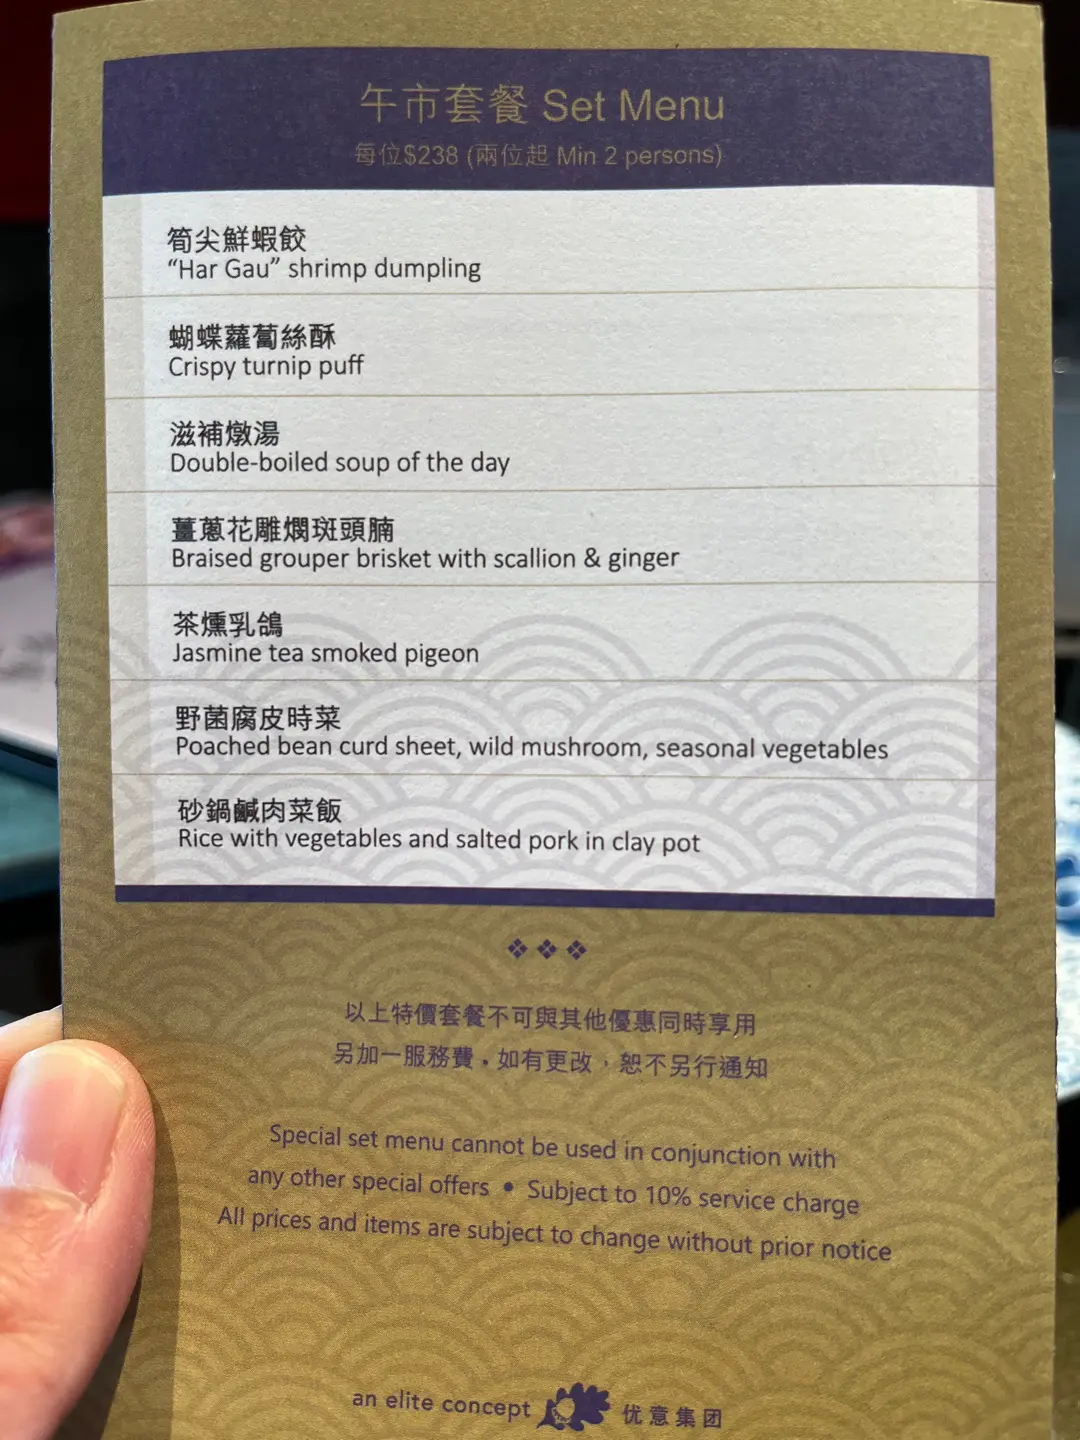 午市套餐 Set Menu
每位$238 (兩位起 Min 2 persons)
筍尖鮮蝦餃
“Har Gau” shrimp dumpling
蝴蝶蘿蔔絲酥
Crispy turnip puff
滋補燉湯
Double-boiled soup of the day
薑蔥花雕燜斑頭腩
Braised grouper brisket with scallion & ginger
茶燻乳鴿
Jasmine tea smoked pigeon
野菌腐皮時菜
Poached bean curd sheet, wild mushroom, seasonal vegetables
砂鍋鹹肉菜飯
Rice with vegetables and salted pork in clay pot
以上特價套餐不可與其他優惠同時享用
另加一服務費．如有更改，恕不另行通知
Special set menu cannot be used in conjunction with
any other special offers • Subject to 10% service charge
All prices and items are subject to change without prior notice
an elite concept 优意集团